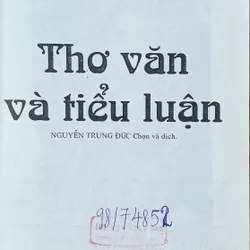 Thơ văn
và tiểu luận
NGUYỄN TRUNG ĐỨC Chọn và dịch.
98/74852